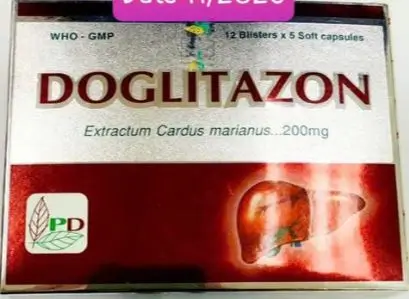 WHO - GMP
12 Blisters x 5 Soft capsules
DOGLITAZON
Extractum Cardus marianus...200mg
PD